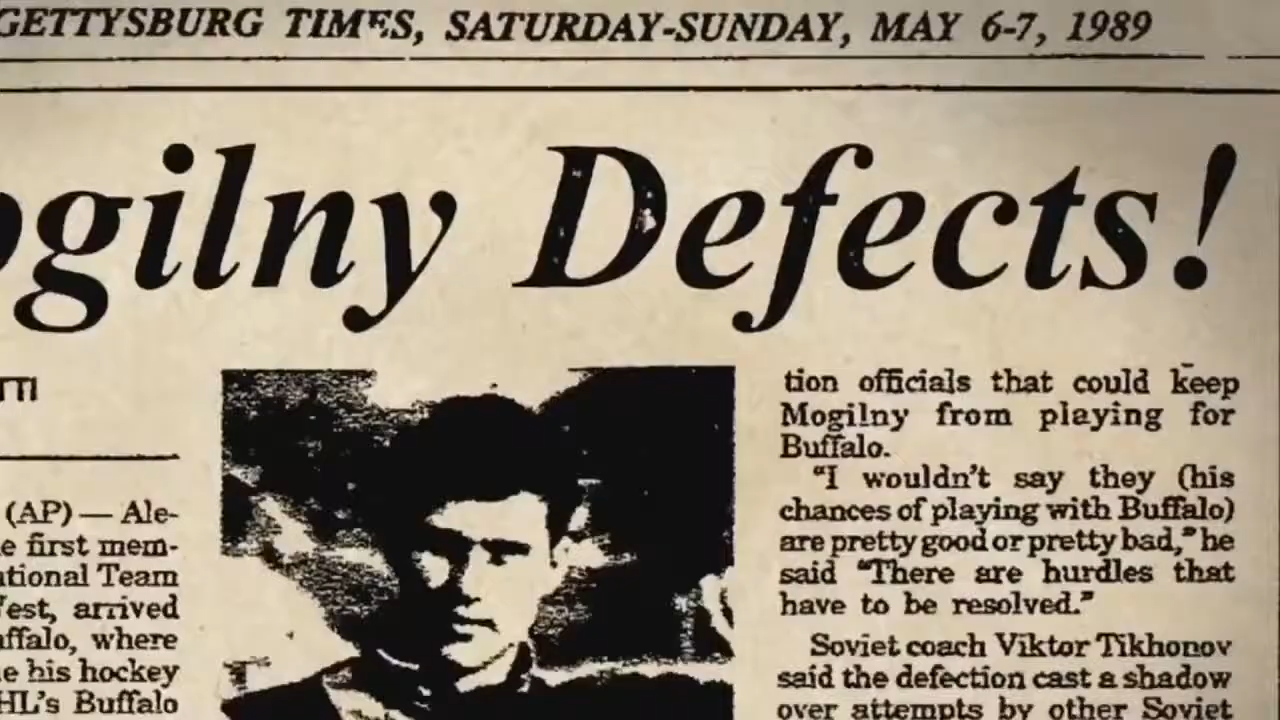 GETTYSBURG TIMES, SATURDAY-SUNDAY, MAY 6-7, 1989
ogilny Defects!
TTI
(AP) — Ale-
e first mem-
ational Team
West, arrived
uffalo, where
e his hockey
HL's Buffalo
tion officials that could keep
Mogilny from playing for
Buffalo.
"I wouldn't say they (his
chances of playing with Buffalo)
are pretty good or pretty bad," he
said "There are hurdles that
have to be resolved."
Soviet coach Viktor Tikhonov
said the defection cast a shadow
over attempts by other Soviet